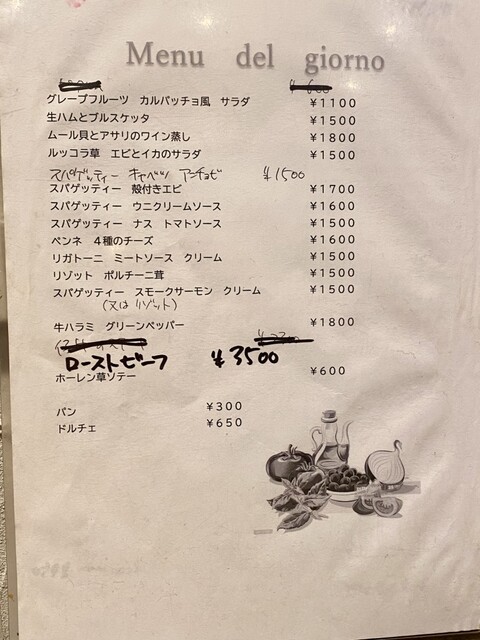 Menu del giorno
グレープフルーツ カルパッチョ風 サラダ ¥1100
生ハムとブルスケッタ ¥1500
ムール貝とアサリのワイン蒸し ¥1800
ルッコラ草 エビとイカのサラダ ¥1500
スパゲッティー キャベツ アンチョビ ¥1500
スパゲッティー 殻付きエビ ¥1700
スパゲッティー ウニクリームソース ¥1600
スパゲッティー ナス トマトソース ¥1500
ペンネ 4種のチーズ ¥1600
リガトーニ ミートソース クリーム ¥1500
リゾット ポルチーニ茸 ¥1500
スパゲッティー スモークサーモン クリーム ¥1500
(又は リゾット)
牛ハラミ グリーンペッパー ¥1800
ローストビーフ ¥3500
ホーレン草ソテー ¥600
パン ¥300
ドルチェ ¥650